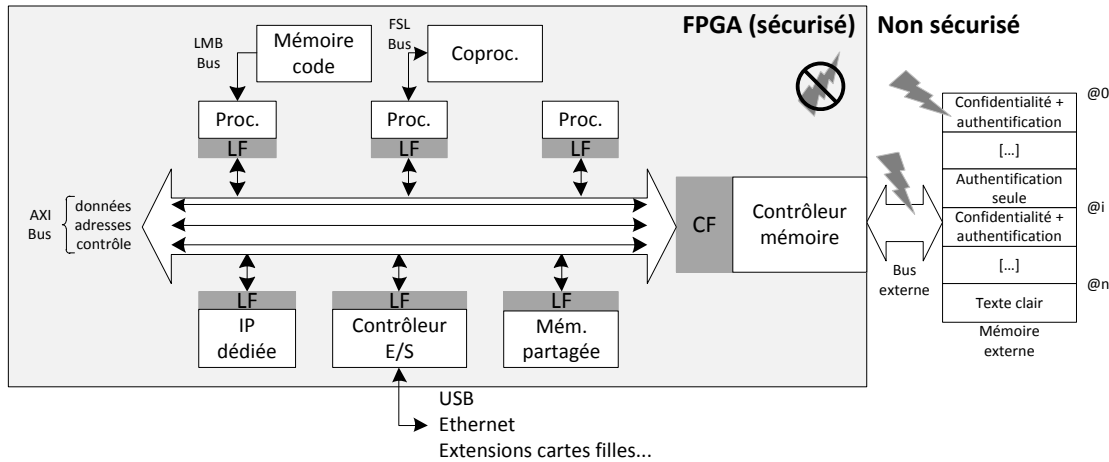 FPGA (sécurisé)
Non sécurisé
LMB
Bus
Mémoire
code
FSL
Bus
Coproc.
Proc.
LF
Proc.
LF
Proc.
LF
AXI
Bus
données
adresses
contrôle
CF
Contrôleur
mémoire
LF
IP
dédiée
LF
Contrôleur
E/S
LF
Mém.
partagée
USB
Ethernet
Extensions cartes filles...
Bus
externe
@0
Confidentialité +
authentification
[...]
Authentification
seule
@i
Confidentialité +
authentification
[...]
@n
Texte clair
Mémoire
externe